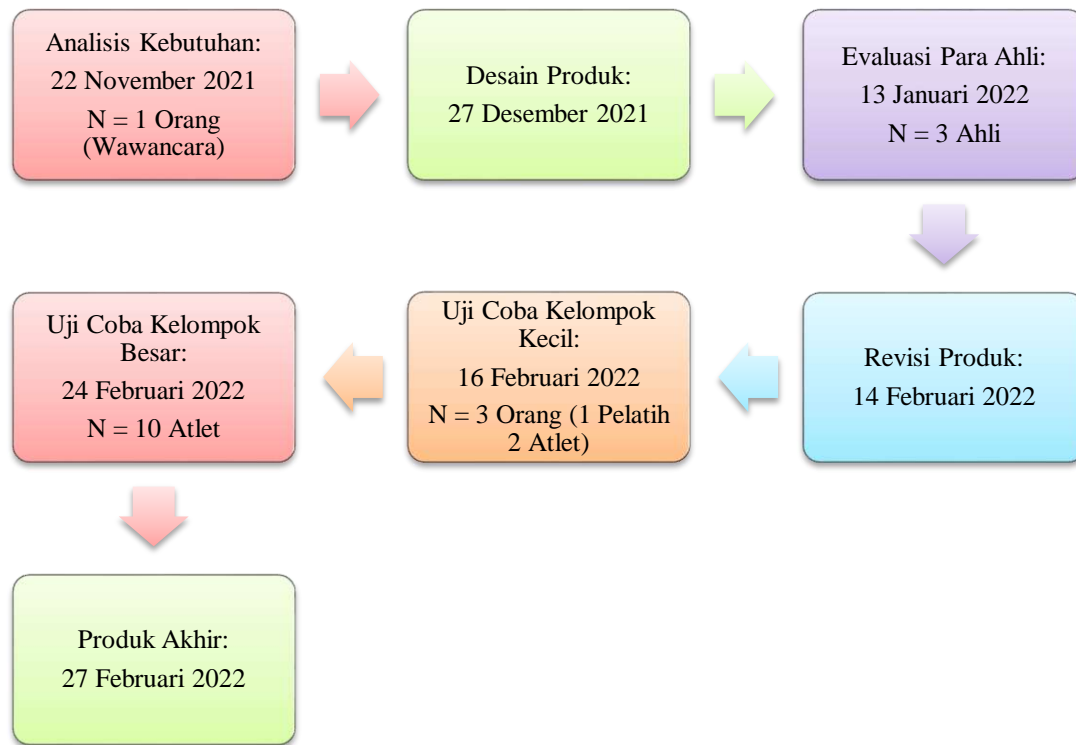 Analisis Kebutuhan:
22 November 2021
N = 1 Orang
(Wawancara)
Desain Produk:
27 Desember 2021
Evaluasi Para Ahli:
13 Januari 2022
N = 3 Ahli
Revisi Produk:
14 Februari 2022
Uji Coba Kelompok
Kecil:
16 Februari 2022
N = 3 Orang (1 Pelatih
2 Atlet)
Uji Coba Kelompok
Besar:
24 Februari 2022
N = 10 Atlet
Produk Akhir:
27 Februari 2022